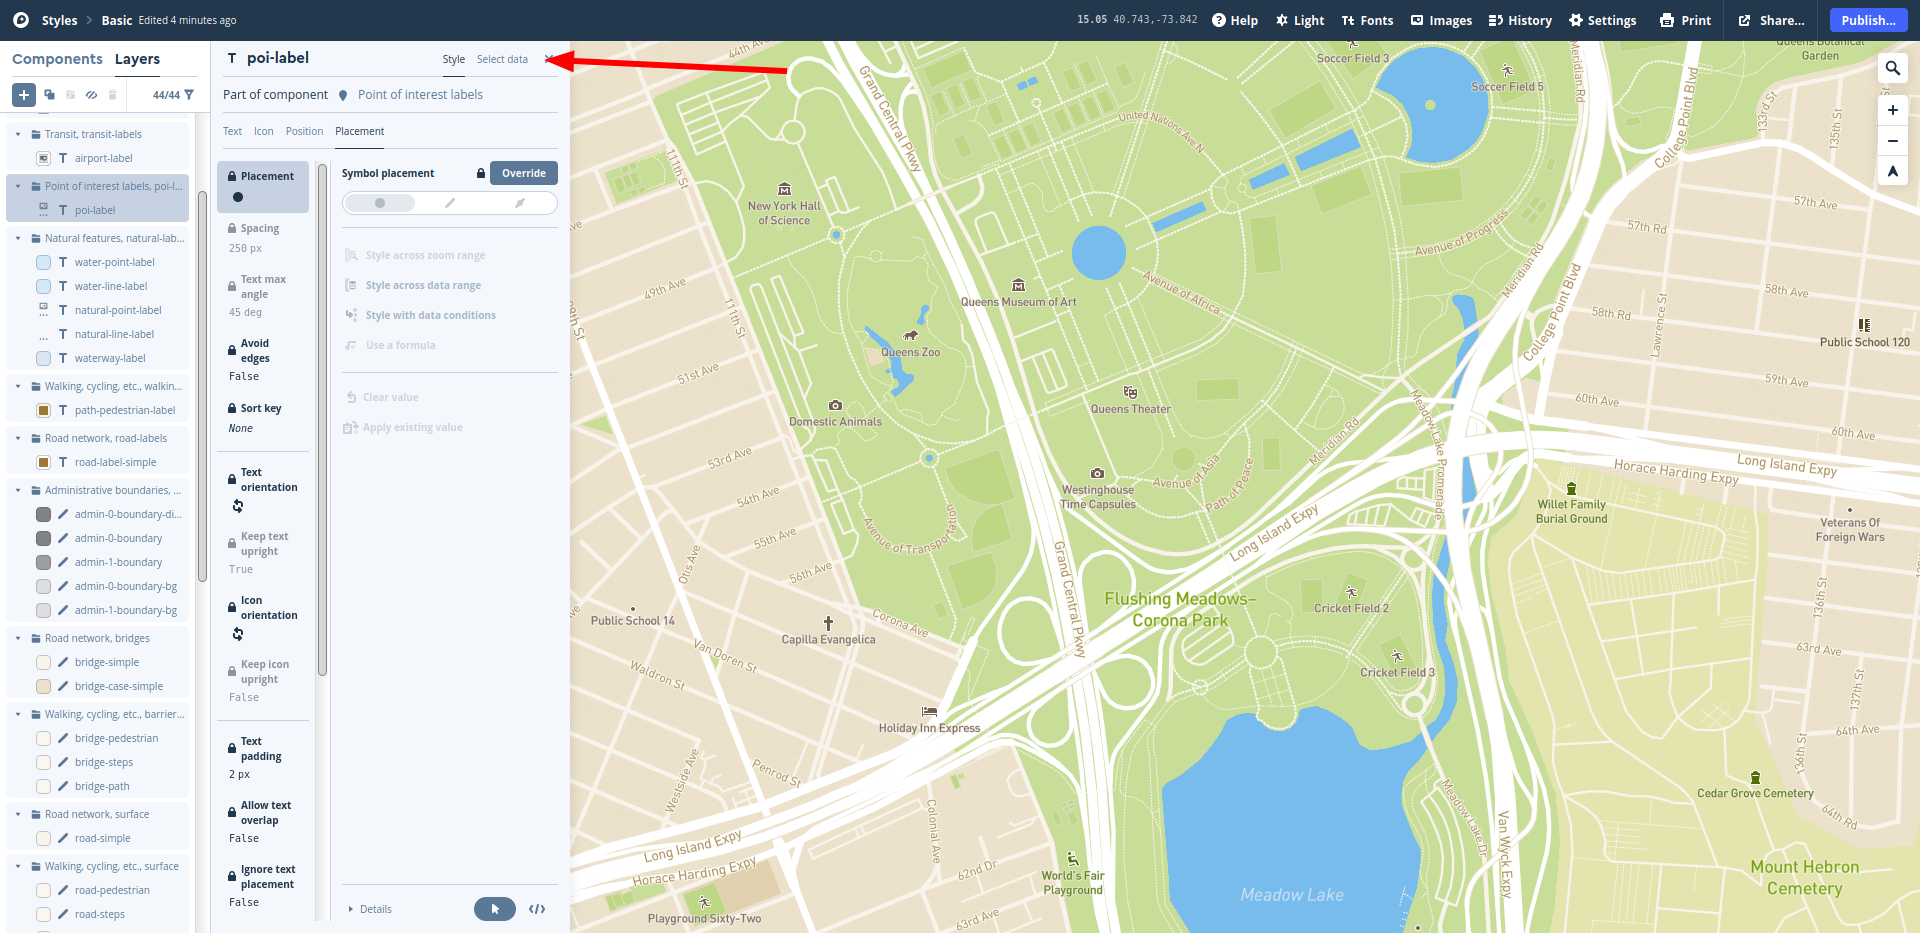 Styles
Basic Edited 4 minutes ago
15.05 40.743,-73.842
Help
Light
Fonts
Images
History
Settings
Print
Share...
Publish...
Components
Layers
44/44
Transit, transit-labels
airport-label
Point of interest labels, poi-l...
poi-label
Natural features, natural-lab...
water-point-label
water-line-label
natural-point-label
natural-line-label
waterway-label
Walking, cycling, etc., walkin...
path-pedestrian-label
Road network, road-labels
road-label-simple
Administrative boundaries, ...
admin-0-boundary-di...
admin-0-boundary
admin-1-boundary
admin-0-boundary-bg
admin-1-boundary-bg
Road network, bridges
bridge-simple
bridge-case-simple
Walking, cycling, etc., barrier...
bridge-pedestrian
bridge-steps
bridge-path
Road network, surface
road-simple
Walking, cycling, etc., surface
road-pedestrian
road-steps
poi-label
Style
Select data
Part of component
Point of interest labels
Text
Icon
Position
Placement
Placement
Spacing
250 px
Text max
angle
45 deg
Avoid
edges
False
Sort key
None
Text
orientation
Keep text
upright
True
Icon
orientation
Keep icon
upright
False
Text
padding
2 px
Allow text
overlap
False
Ignore text
placement
False
Symbol placement
Override
Style across zoom range
Style across data range
Style with data conditions
Use a formula
Clear value
Apply existing value
Details
44th Ave
Grand Central Pkwy
Soccer Field 3
Queens Botanical
Garden
Soccer Field 5
Meridian Rd
College Point Blvd
133rd St
135th St
United Nations Ave N
111th St
New York Hall
of Science
57th Ave
57th Rd
Avenue of Progress
Meridian Rd
49th Ave
111th St
Queens Museum of Art
Avenue of Africa
College Point Blvd
58th Ave
58th Rd
Lawrence St
Public School 120
Queens Zoo
51st Ave
59th Ave
60th Ave
Domestic Animals
Queens Theater
Meadow Lake Promenade
Meridian Rd
60th Ave
53rd Ave
Long Island Expy
Horace Harding Expy
Westinghouse
Time Capsules
Avenue of Asia
Path of Peace
54th Ave
Willet Family
Burial Ground
Veterans Of
Foreign Wars
55th Ave
Avenue of Transportation
Long Island Expy
56th Ave
Otis Ave
Grand Central Pkwy
Flushing Meadows–
Corona Park
Cricket Field 2
136th St
Public School 14
Capilla Evangelica
Corona Ave
Van Doren St
Waldron St
63rd Ave
Cricket Field 3
137th St
Holiday Inn Express
64th Ave
136th St
Penrod St
Westside Ave
Cedar Grove Cemetery
64th Rd
Colonial Ave
Meadow Lake Dr
Van Wyck Expy
Long Island Expy
Horace Harding Expy
62nd Dr
World's Fair
Playground
Mount Hebron
Cemetery
Meadow Lake
Playground Sixty-Two
63rd Ave